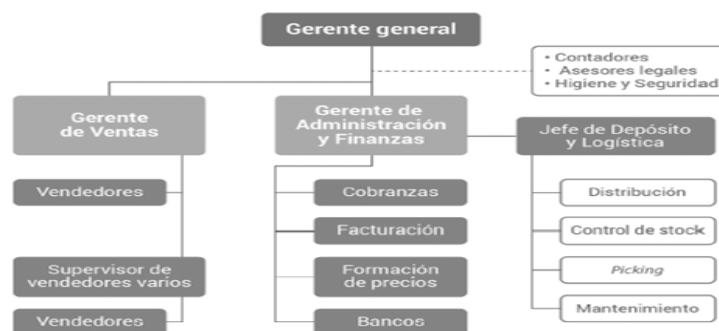 Gerente general
• Contadores
• Asesores legales
• Higiene y Seguridad
Gerente
de Ventas
Gerente de
Administración
y Finanzas
Jefe de Depósito
y Logística
Vendedores
Cobranzas
Distribución
Facturación
Control de stock
Supervisor de
vendedores varios
Formación
de precios
Picking
Vendedores
Bancos
Mantenimiento